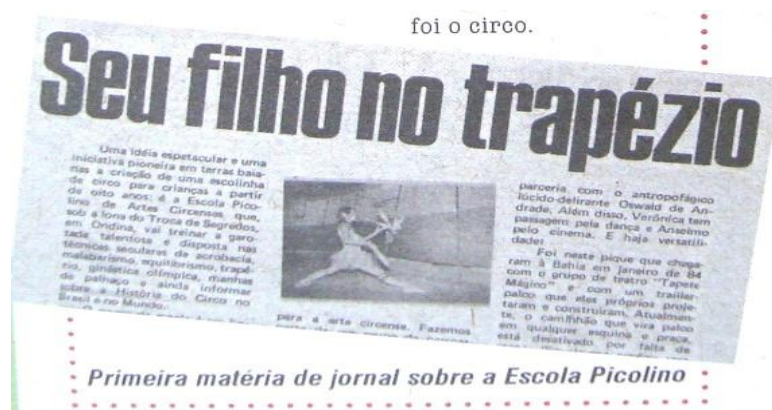 foi o circo.
Seu filho no trapézio
Uma idéia espetacular e uma
iniciativa pioneira em terras baia-
nas a criação de uma escolinha
de circo para crianças a partir
de oito anos: é a Escola Pico-
lino de Artes Circenses, que,
sob a lona do Troca de Segredos,
em Ondina, vai treinar a garo-
tada talentosa e disposta nas
técnicas seculares de acrobacia,
malabarismo, equilibrismo, trapé-
zio, ginástica olímpica, manhas
de palhaço e ainda informar
sobre a História do Circo no
Brasil e no Mundo.
para a arte circense. Fazemos
parceria com o antropofágico
lúcido-delirante Oswald de An-
drade. Além disso, Verônica tem
passagem pela dança e Anselmo
pelo cinema. E haja versatili-
dade!
Foi neste pique que chega-
ram à Bahia em janeiro de 84
com o grupo de teatro "Tapete
Mágino" e com um trailer-
palco que eles próprios proje-
taram e construíram. Atualmen-
te, o caminhão que vira palco
em qualquer esquina e praça,
está desativado por falta de
Primeira matéria de jornal sobre a Escola Picolino